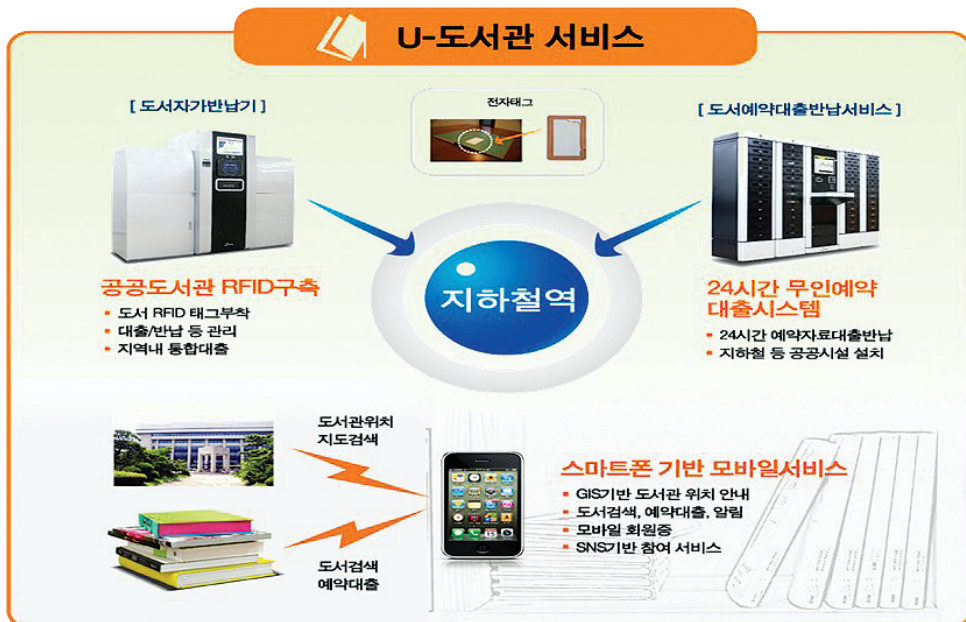 U-도서관 서비스
[ 도서자가반납기 ]
전자태그
[ 도서예약대출반납서비스 ]
지하철역
공공도서관 RFID구축
▪ 도서 RFID 태그부착
▪ 대출/반납 등 관리
▪ 지역내 통합대출
24시간 무인예약
대출시스템
▪ 24시간 예약자료대출반납
▪ 지하철 등 공공시설 설치
도서관위치
지도검색
도서검색
예약대출
스마트폰 기반 모바일서비스
▪ GIS기반 도서관 위치 안내
▪ 도서검색, 예약대출, 알림
▪ 모바일 회원증
▪ SNS기반 참여 서비스